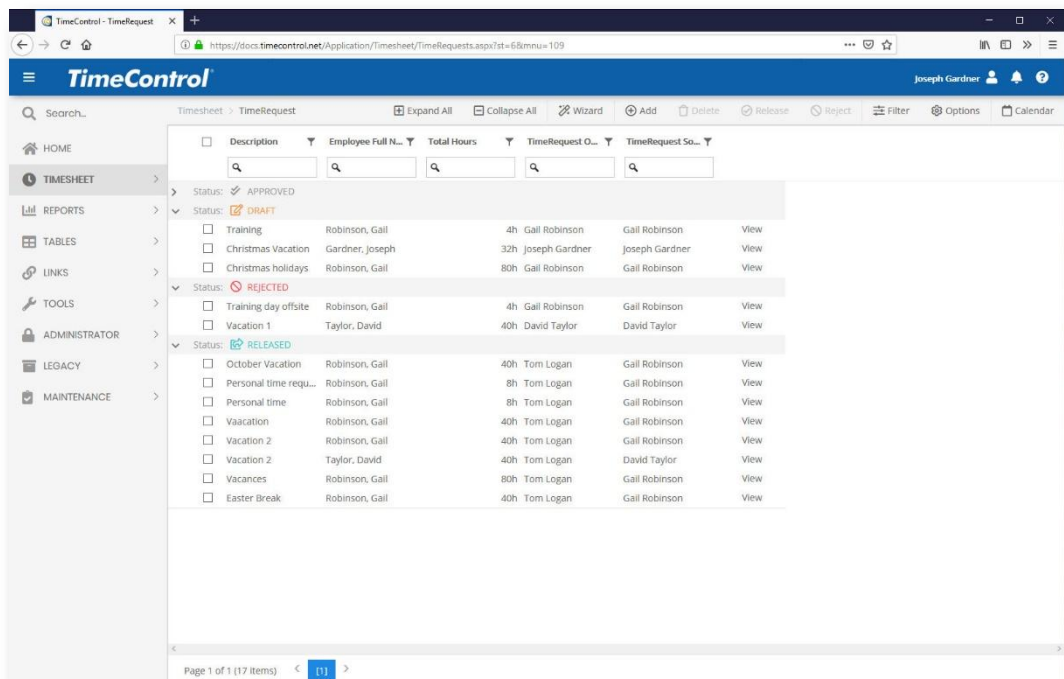 TimeControl - TimeRequest
https://docs.timecontrol.net/Application/Timesheet/TimeRequests.aspx?st=6&mnu=109
TimeControl
Joseph Gardner
Search...
Timesheet > TimeRequest Expand All Collapse All Wizard Add Delete Release Reject Filter Options Calendar
HOME
TIMESHEET
REPORTS
TABLES
LINKS
TOOLS
ADMINISTRATOR
LEGACY
MAINTENANCE
Description Employee Full N... Total Hours TimeRequest O... TimeRequest So...
Status: APPROVED
Status: DRAFT
Training Robinson, Gail 4h Gail Robinson Gail Robinson View
Christmas Vacation Gardner, Joseph 32h Joseph Gardner Joseph Gardner View
Christmas holidays Robinson, Gail 80h Gail Robinson Gail Robinson View
Status: REJECTED
Training day offsite Robinson, Gail 4h Gail Robinson Gail Robinson View
Vacation 1 Taylor, David 40h David Taylor David Taylor View
Status: RELEASED
October Vacation Robinson, Gail 40h Tom Logan Gail Robinson View
Personal time requ... Robinson, Gail 8h Tom Logan Gail Robinson View
Personal time Robinson, Gail 8h Tom Logan Gail Robinson View
Vaacation Robinson, Gail 40h Tom Logan Gail Robinson View
Vacation 2 Robinson, Gail 40h Tom Logan Gail Robinson View
Vacation 2 Taylor, David 40h Tom Logan David Taylor View
Vacances Robinson, Gail 80h Tom Logan Gail Robinson View
Easter Break Robinson, Gail 40h Tom Logan Gail Robinson View
Page 1 of 1 (17 items) < [1] >